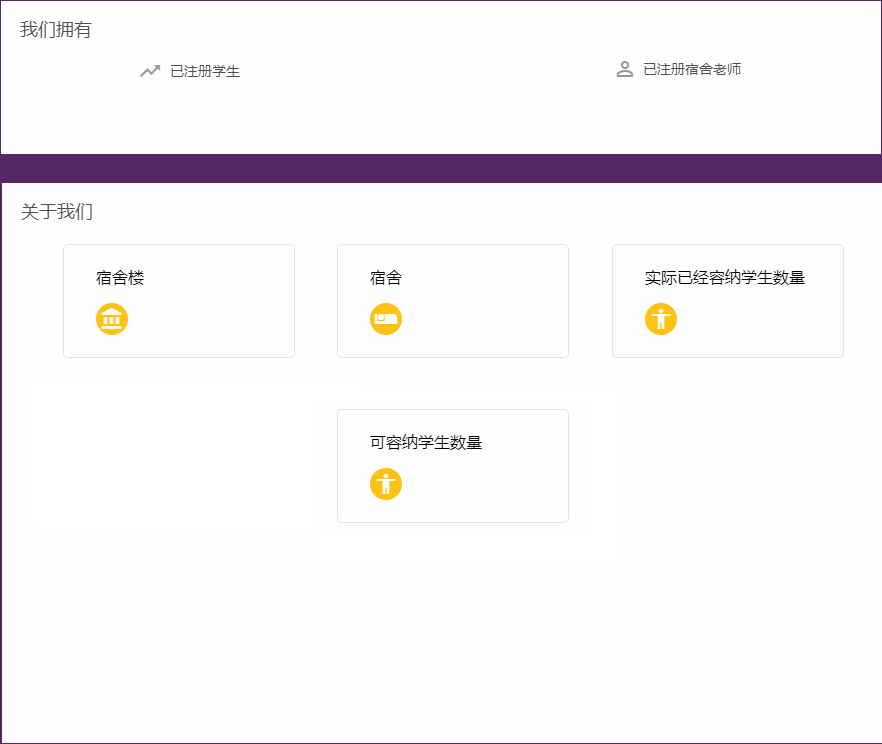 我们拥有
已注册学生
已注册宿舍老师
关于我们
宿舍楼
宿舍
实际已经容纳学生数量
可容纳学生数量